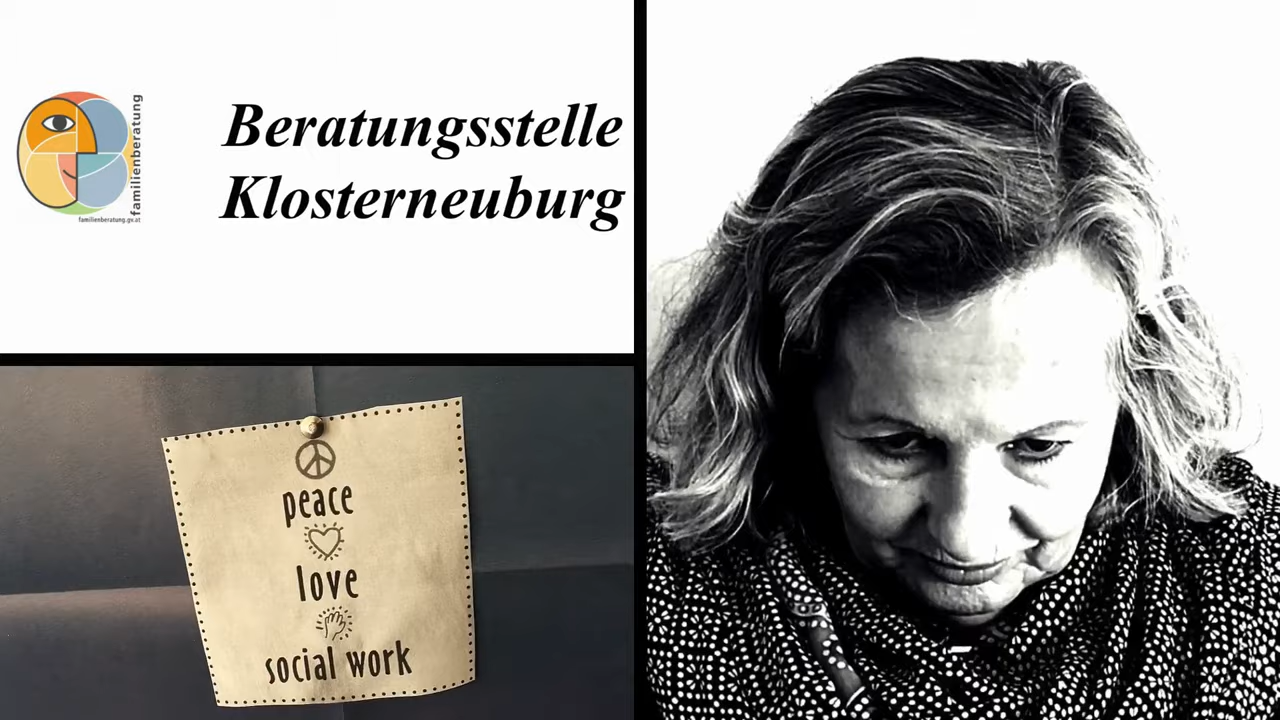 familienberatung
familienberatung.gv.at
Beratungsstelle
Klosterneuburg
peace
love
social work